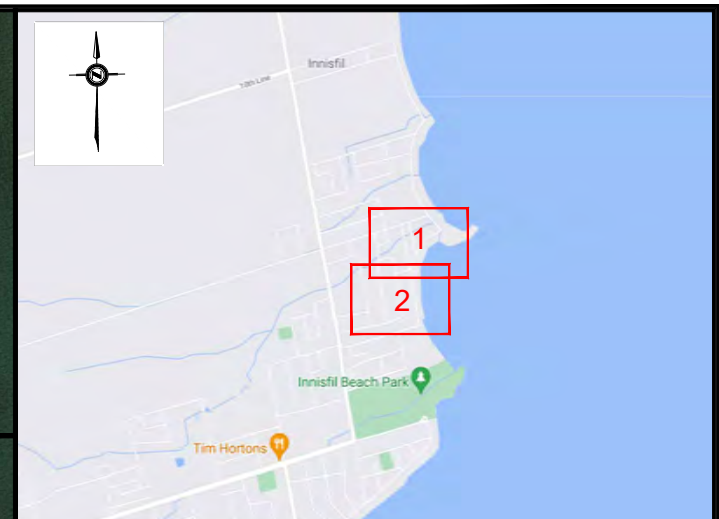 N
Innisfil
10th Line
1
2
Innisfil Beach Park
Tim Hortons